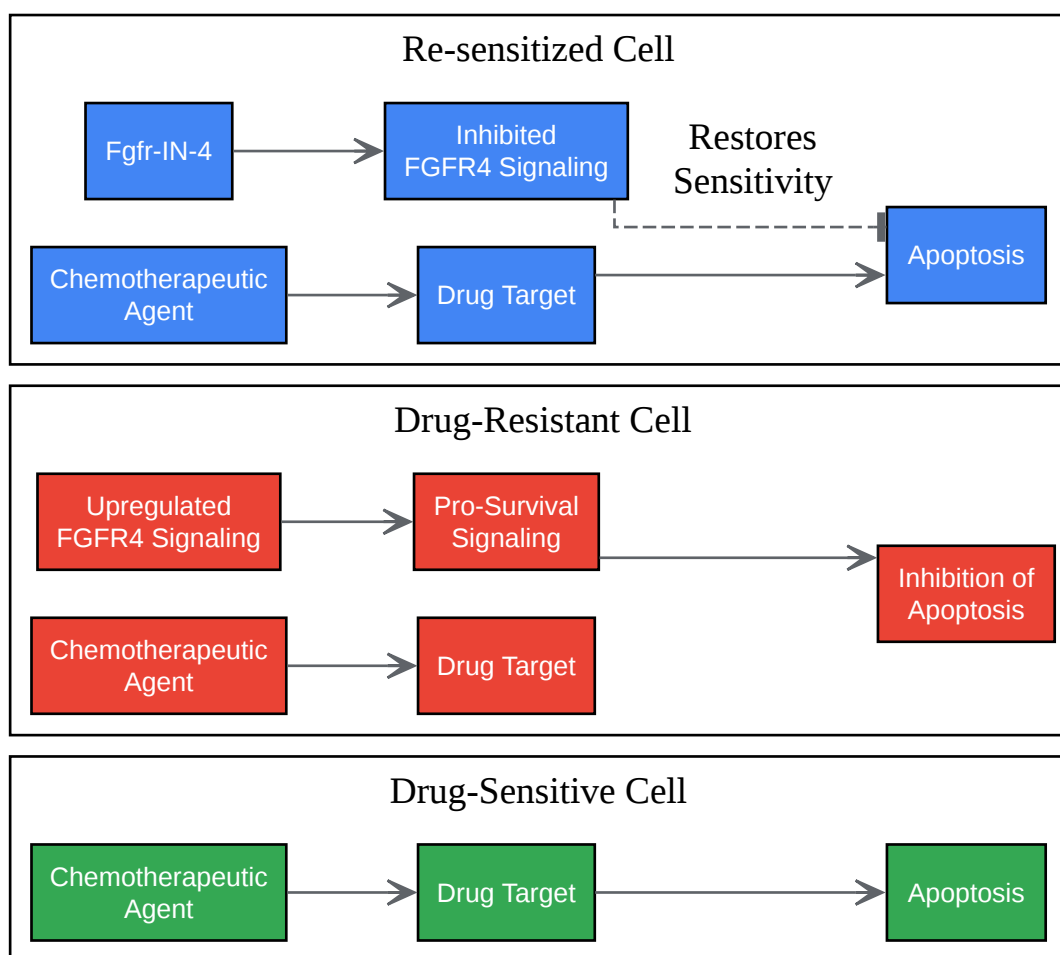 Re-sensitized Cell
Fgfr-IN-4
Inhibited
FGFR4 Signaling
Restores
Sensitivity
Chemotherapeutic
Agent
Drug Target
Apoptosis
Drug-Resistant Cell
Upregulated
FGFR4 Signaling
Pro-Survival
Signaling
Inhibition of
Apoptosis
Chemotherapeutic
Agent
Drug Target
Drug-Sensitive Cell
Chemotherapeutic
Agent
Drug Target
Apoptosis